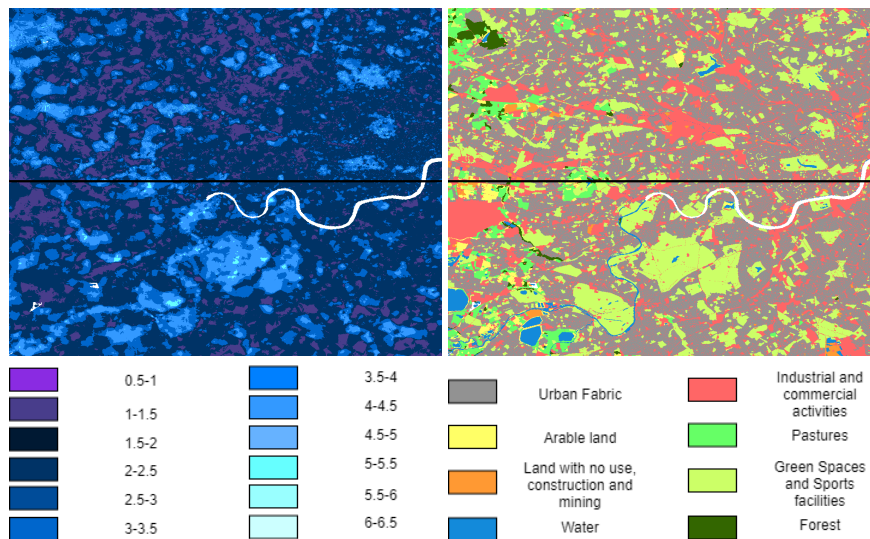 0.5-1
1-1.5
1.5-2
2-2.5
2.5-3
3-3.5
3.5-4
4-4.5
4.5-5
5-5.5
5.5-6
6-6.5
Urban Fabric
Arable land
Land with no use,
construction and
mining
Water
Industrial and
commercial
activities
Pastures
Green Spaces
and Sports
facilities
Forest